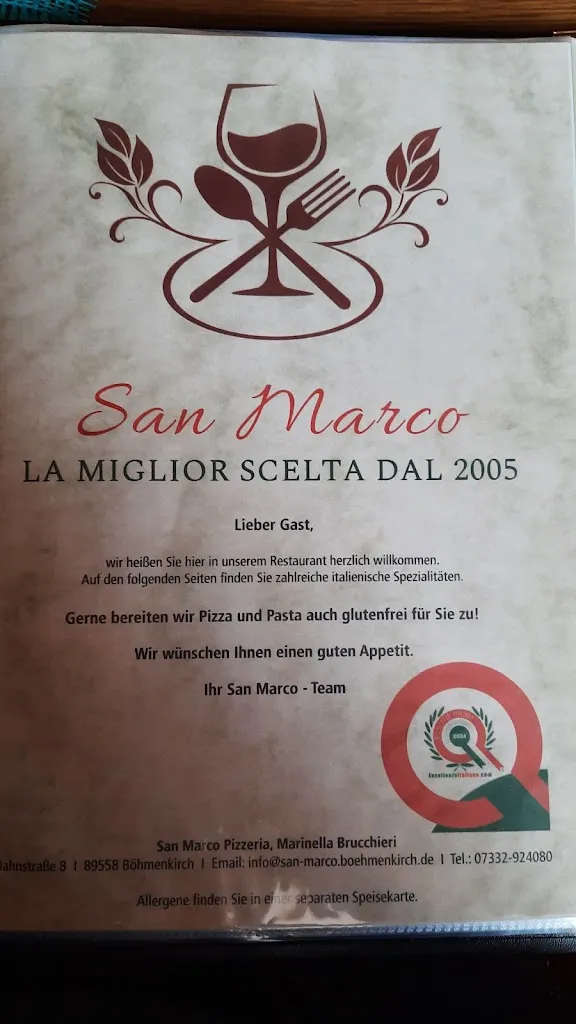 San Marco
LA MIGLIOR SCELTA DAL 2005
Lieber Gast,
wir heißen Sie hier in unserem Restaurant herzlich willkommen.
Auf den folgenden Seiten finden Sie zahlreiche italienische Spezialitäten.
Gerne bereiten wir Pizza und Pasta auch glutenfrei für Sie zu!
Wir wünschen Ihnen einen guten Appetit.
Ihr San Marco - Team
2024
San Marco Pizzeria, Marinella Brucchieri
Jahnstraße 8 I 89558 Böhmenkirch I Email: info@san-marco.boehmenkirch.de I Tel.: 07332-924080
Allergene finden Sie in einer separaten Speisekarte.